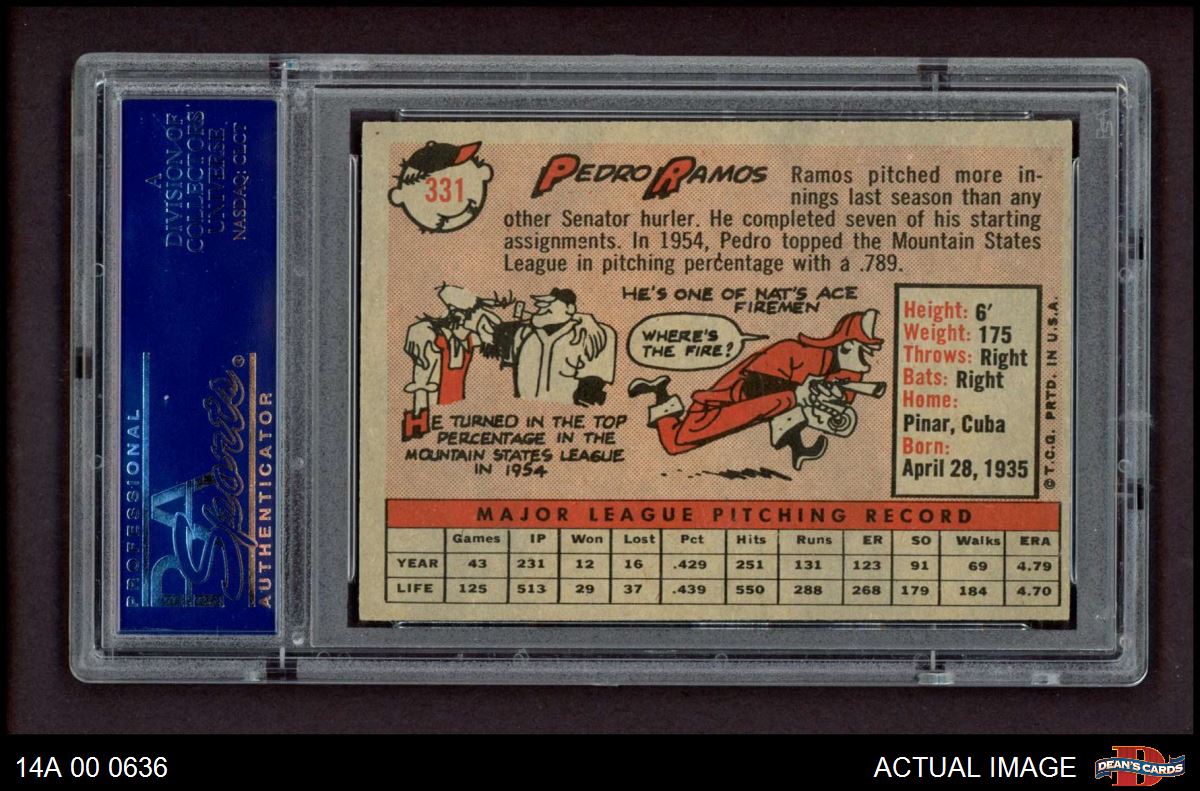 A
DIVISION OF
COLLECTORS
UNIVERSE
NASDAQ: CLCT
PROFESSIONAL
PSA
Sports
AUTHENTICATOR
331
PEDRO RAMOS
Ramos pitched more in-
nings last season than any
other Senator hurler. He completed seven of his starting
assignments. In 1954, Pedro topped the Mountain States
League in pitching percentage with a .789.
HE TURNED IN THE TOP
PERCENTAGE IN THE
MOUNTAIN STATES LEAGUE
IN 1954
HE'S ONE OF NAT'S ACE
FIREMEN
WHERE'S
THE FIRE?
Height: 6'
Weight: 175
Throws: Right
Bats: Right
Home:
Pinar, Cuba
Born:
April 28, 1935
© T.C.G. PRTD. IN U.S.A.
MAJOR LEAGUE PITCHING RECORD
Games IP Won Lost Pct Hits Runs ER SO Walks ERA
YEAR 43 231 12 16 .429 251 131 123 91 69 4.79
LIFE 125 513 29 37 .439 550 288 268 179 184 4.70
14A 00 0636
ACTUAL IMAGE
DEAN'S CARDS